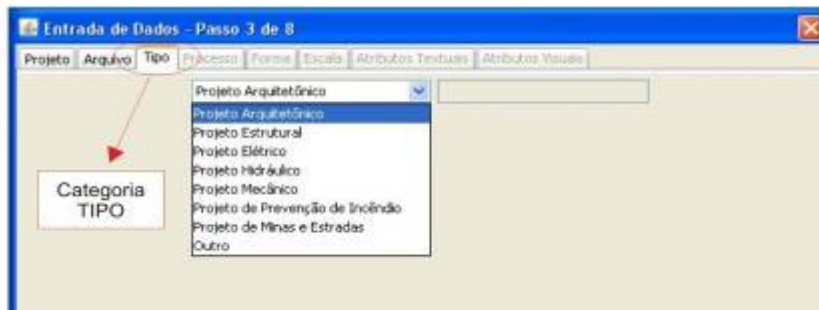 Entrada de Dados - Passo 3 de 8
Projeto Arquivo Tipo Processo Forma Escala Atributos Textuais Atributos Visuais
Projeto Arquitetônico
Projeto Arquitetônico
Projeto Estrutural
Projeto Elétrico
Projeto Hidráulico
Projeto Mecânico
Projeto de Prevenção de Incêndio
Projeto de Minas e Estradas
Outro
Categoria
TIPO